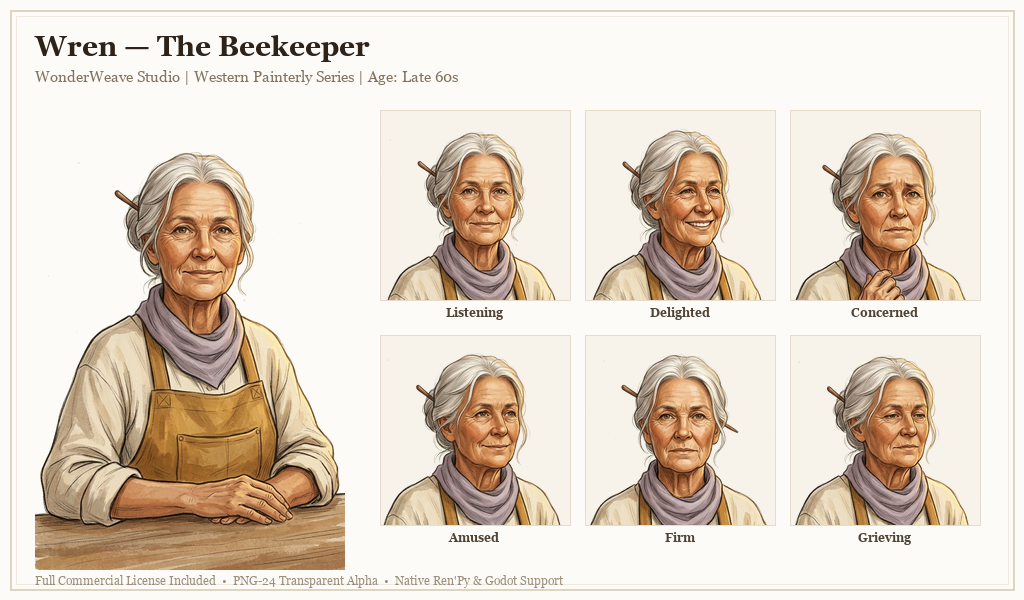 Wren — The Beekeeper
WonderWeave Studio | Western Painterly Series | Age: Late 60s
Listening
Delighted
Concerned
Amused
Firm
Grieving
Full Commercial License Included • PNG-24 Transparent Alpha • Native Ren'Py & Godot Support